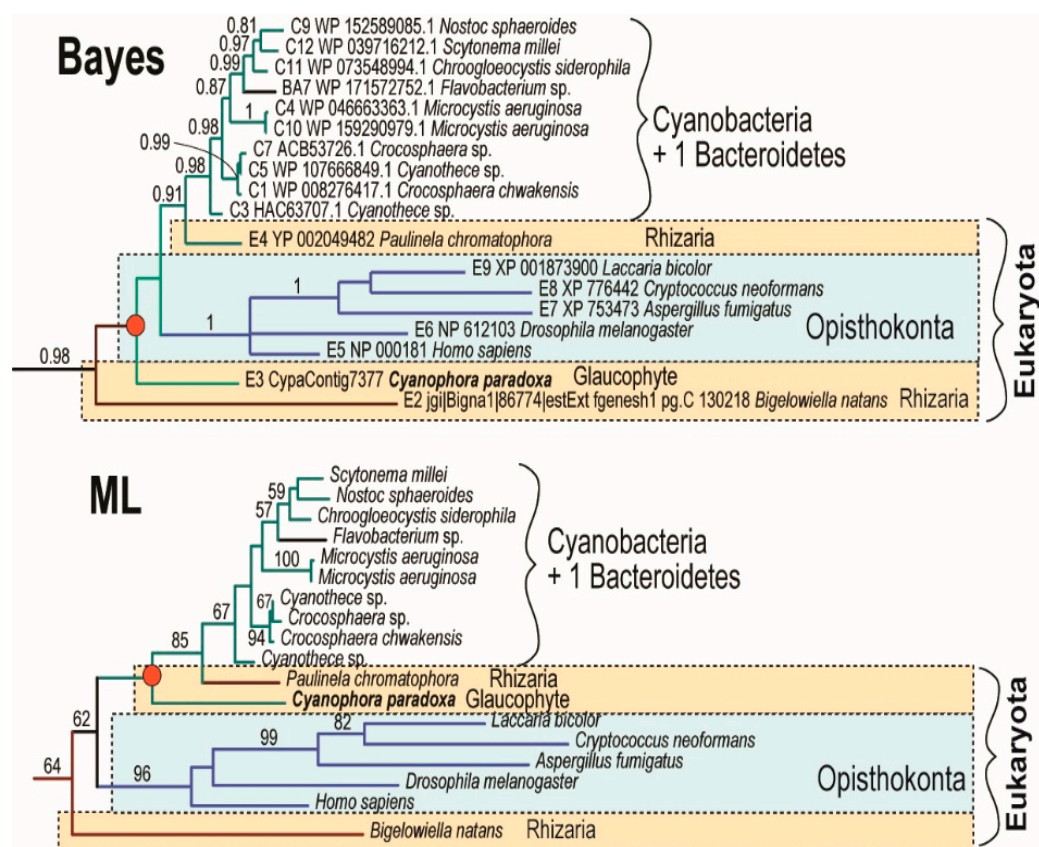 Bayes
0.81
C9 WP 152589085.1 Nostoc sphaeroides
0.97
C12 WP 039716212.1 Scytonema millei
0.99
C11 WP 073548994.1 Chroogloeocystis siderophila
0.87
BA7 WP 171572752.1 Flavobacterium sp.
1
C4 WP 046663363.1 Microcystis aeruginosa
0.98
C10 WP 159290979.1 Microcystis aeruginosa
0.99
C7 ACB53726.1 Crocosphaera sp.
0.98
C5 WP 107666849.1 Cyanothece sp.
0.91
C1 WP 008276417.1 Crocosphaera chwakensis
C3 HAC63707.1 Cyanothece sp.
Cyanobacteria
+ 1 Bacteroidetes
E4 YP 002049482 Paulinela chromatophora Rhizaria
E9 XP 001873900 Laccaria bicolor
1
E8 XP 776442 Cryptococcus neoformans
E7 XP 753473 Aspergillus fumigatus
1
E6 NP 612103 Drosophila melanogaster
Opisthokonta
E5 NP 000181 Homo sapiens
0.98
E3 CypaContig7377 Cyanophora paradoxa Glaucophyte
E2 jgi|Bigna1|86774|estExt fgenesh1 pg.C 130218 Bigelowiella natans Rhizaria
Eukaryota
ML
Scytonema millei
59
Nostoc sphaeroides
57
Chroogloeocystis siderophila
Flavobacterium sp.
100
Microcystis aeruginosa
Microcystis aeruginosa
67
Cyanothece sp.
67
Crocosphaera sp.
94
Crocosphaera chwakensis
85
Cyanothece sp.
Cyanobacteria
+ 1 Bacteroidetes
Paulinela chromatophora Rhizaria
Cyanophora paradoxa Glaucophyte
62
82
Laccaria bicolor
99
Cryptococcus neoformans
64
Aspergillus fumigatus
96
Drosophila melanogaster
Opisthokonta
Homo sapiens
Bigelowiella natans Rhizaria
Eukaryota